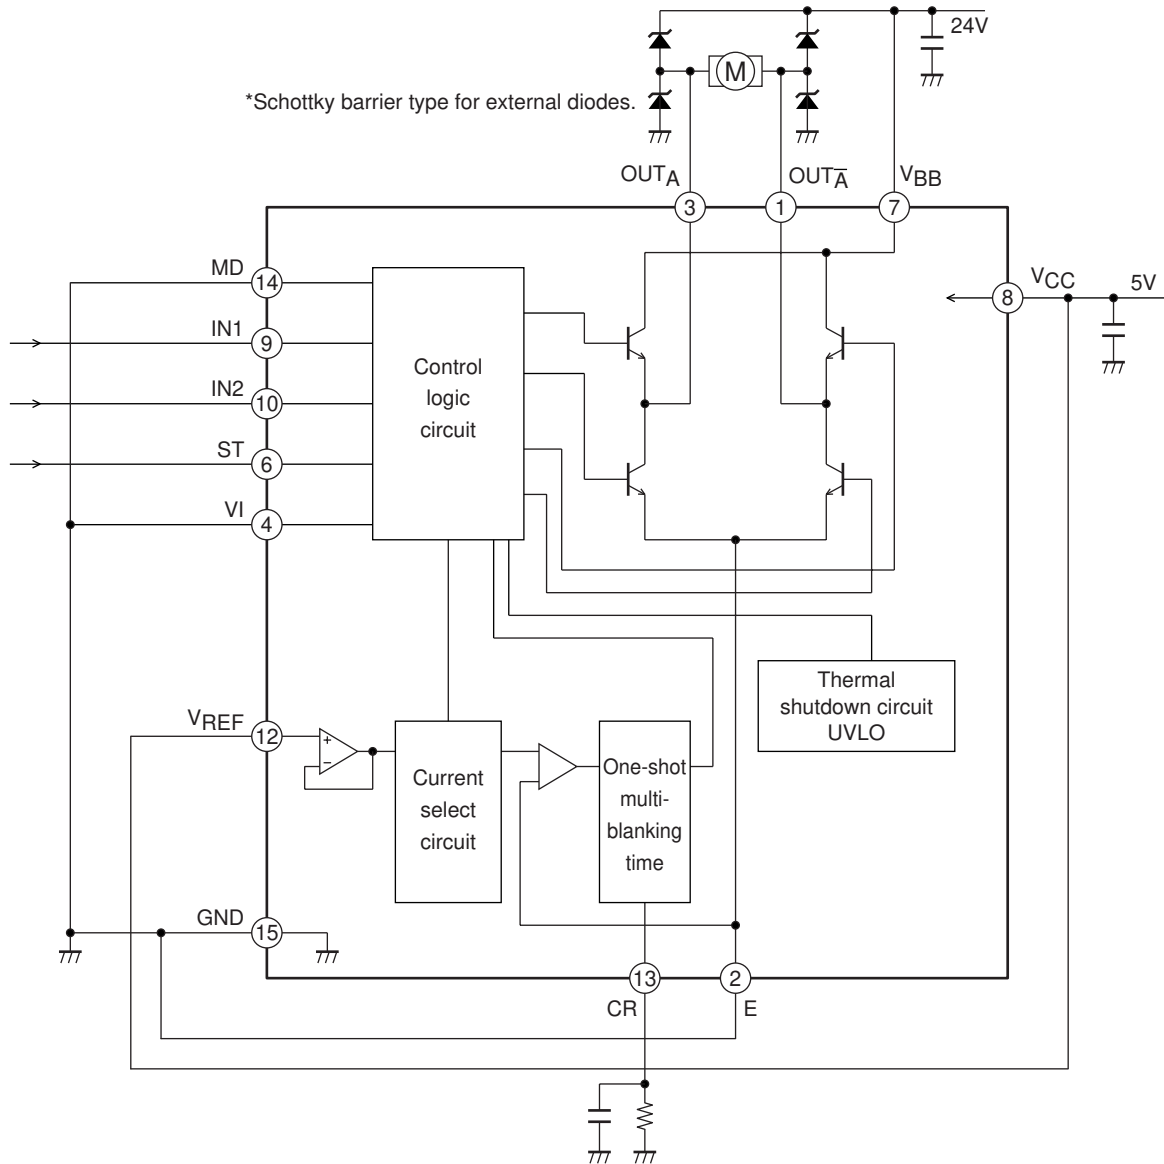 24V
M
*Schottky barrier type for external diodes.
OUTA
OUTA̅
VBB
3
1
7
MD
14
VCC
5V
8
IN1
9
IN2
10
ST
6
VI
4
Control
logic
circuit
Thermal
shutdown circuit
UVLO
VREF
12
+
−
Current
select
circuit
One-shot
multi-
blanking
time
GND
15
13
2
CR
E